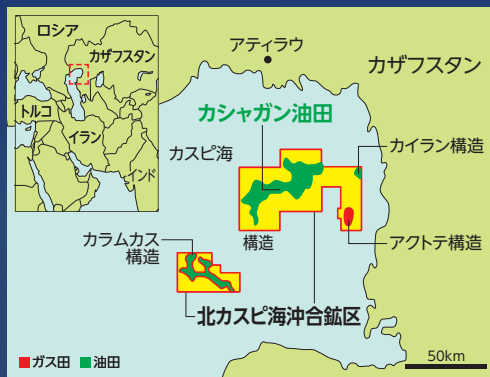 ロシア
カザフスタン
トルコ
イラン
インド
アティラウ
カザフスタン
カシャガン油田
カスピ海
カイラン構造
カラムカス
構造
構造
アクトテ構造
北カスピ海沖合鉱区
ガス田 油田
50km